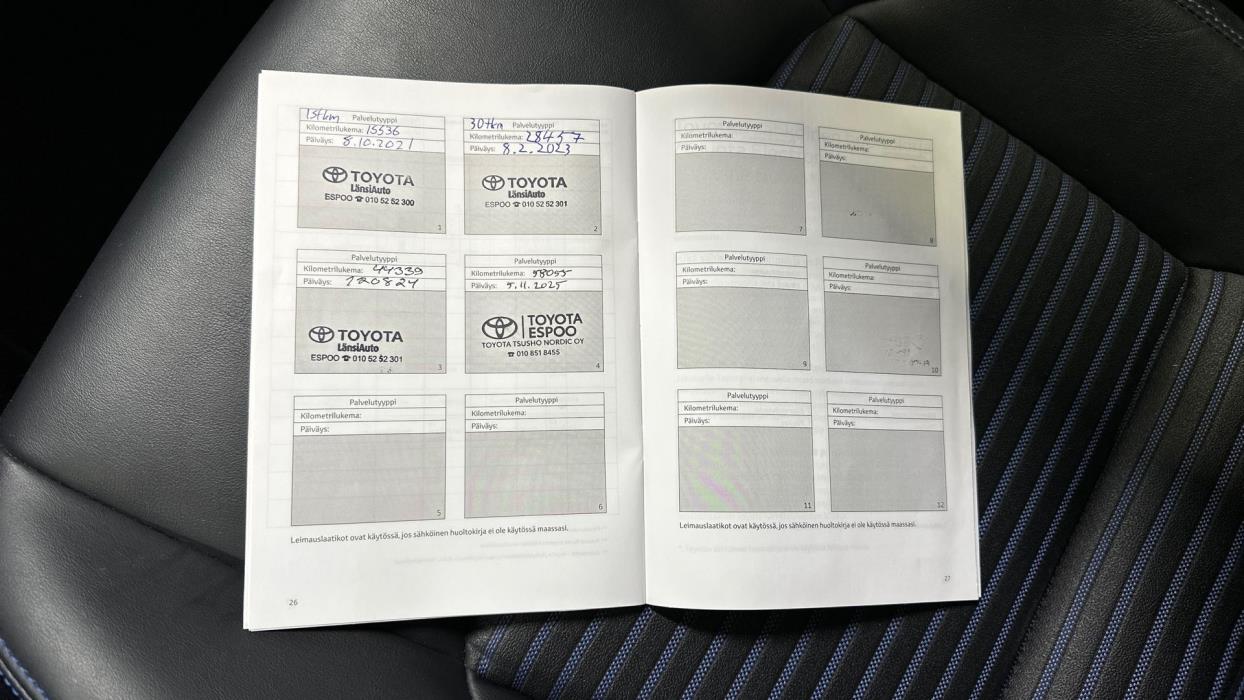 15tkm Palvelutyyppi
Kilometrilukema: 15536
Päiväys: 8.10.2021
TOYOTA
LänsiAuto
ESPOO ☎ 010 52 52 300
1
30tkm Palvelutyyppi
Kilometrilukema: 28457
Päiväys: 8.2.2023
TOYOTA
LänsiAuto
ESPOO ☎ 010 52 52 301
2
Palvelutyyppi
Kilometrilukema: 44339
Päiväys: 120824
TOYOTA
LänsiAuto
ESPOO ☎ 010 52 52 301
3
Palvelutyyppi
Kilometrilukema: 58055
Päiväys: 5.11.2025
TOYOTA
ESPOO
TOYOTA TSUSHO NORDIC OY
☎ 010 851 8455
4
Palvelutyyppi
Kilometrilukema:
Päiväys:
5
Palvelutyyppi
Kilometrilukema:
Päiväys:
6
Leimauslaatikot ovat käytössä, jos sähköinen huoltokirja ei ole käytössä maassasi.
26
Palvelutyyppi
Kilometrilukema:
Päiväys:
7
Palvelutyyppi
Kilometrilukema:
Päiväys:
8
Palvelutyyppi
Kilometrilukema:
Päiväys:
9
Palvelutyyppi
Kilometrilukema:
Päiväys:
10
Palvelutyyppi
Kilometrilukema:
Päiväys:
11
Palvelutyyppi
Kilometrilukema:
Päiväys:
12
Leimauslaatikot ovat käytössä, jos sähköinen huoltokirja ei ole käytössä maassasi.
27